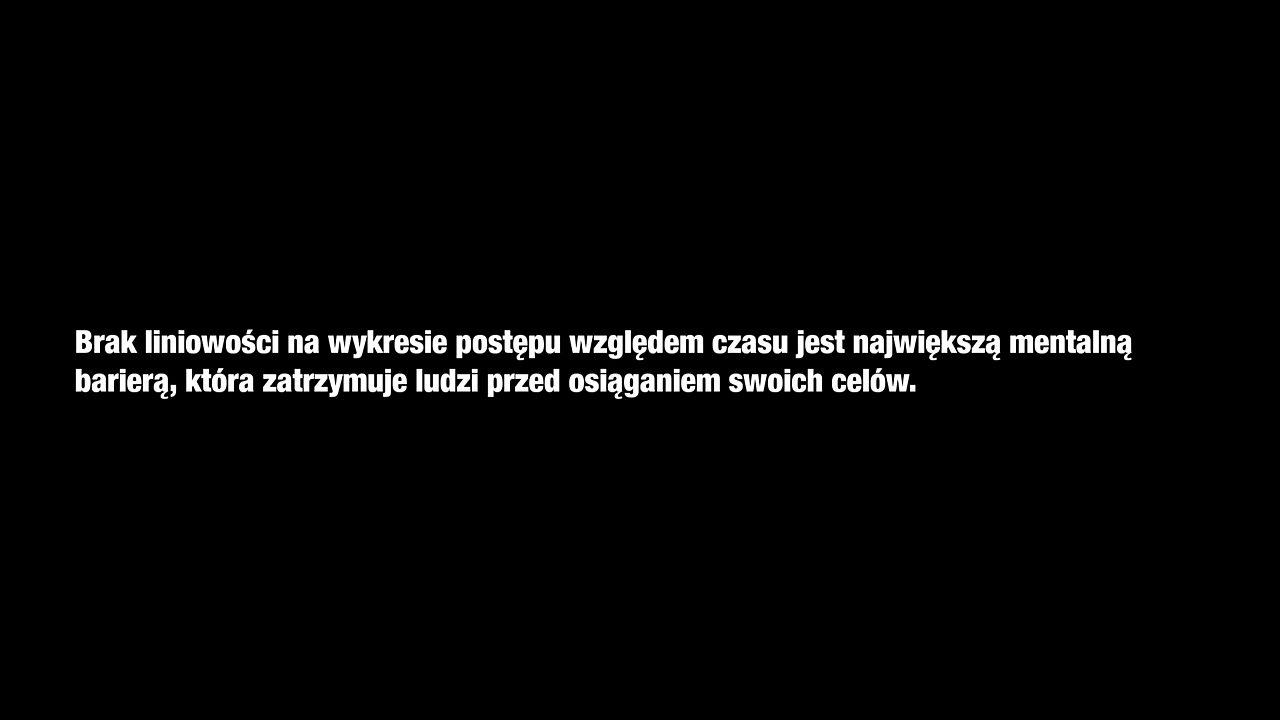 Brak liniowości na wykresie postępu względem czasu jest największą mentalną
barierą, która zatrzymuje ludzi przed osiąganiem swoich celów.